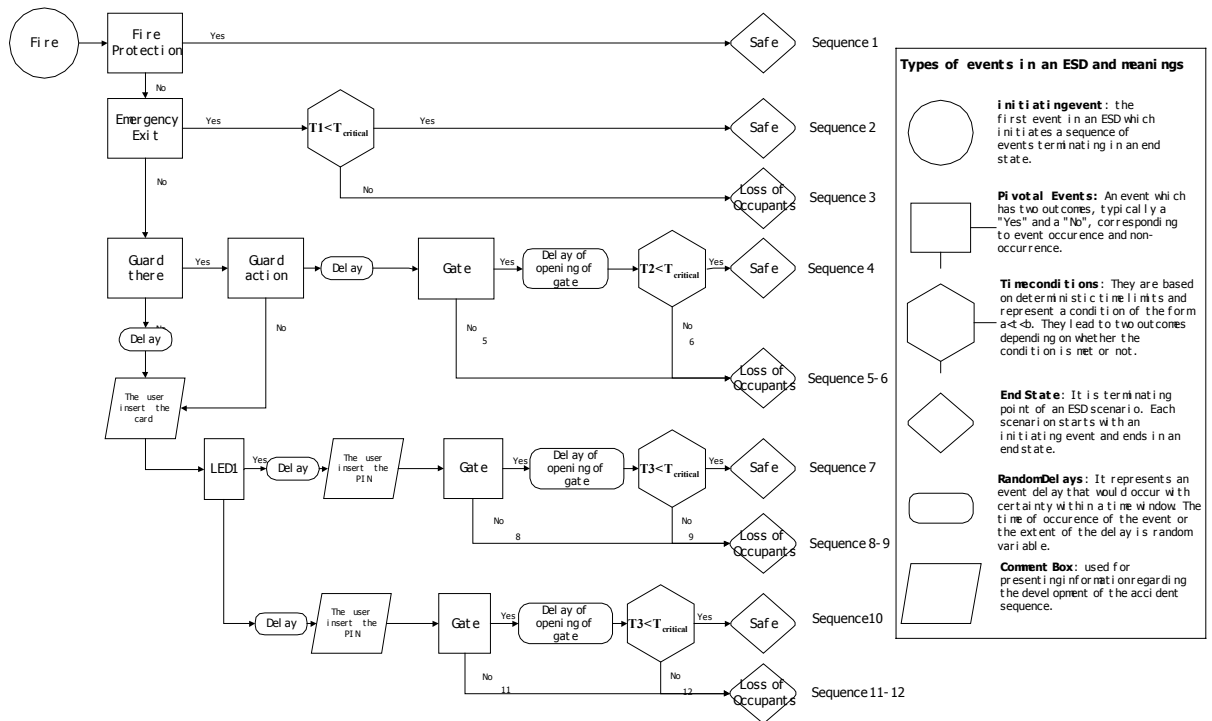 Fire
Fire
Protection
Yes
Safe
Sequence 1
No
Emergency
Exit
Yes
T1<Tcritical
Yes
Safe
Sequence 2
No
No
Loss of
Occupants
Sequence 3
Guard
there
Yes
Guard
action
Delay
Gate
Yes
Delay of
opening of
gate
T2<Tcritical
Yes
Safe
Sequence 4
No
Delay
No
No
5
No
6
Loss of
Occupants
Sequence 5-6
The user
insert the
card
LED1
Yes
Delay
The user
insert the
PIN
Gate
Yes
Delay of
opening of
gate
T3<Tcritical
Yes
Safe
Sequence 7
No
8
No
9
Loss of
Occupants
Sequence 8-9
Delay
The user
insert the
PIN
Gate
Yes
Delay of
opening of
gate
T3<Tcritical
Yes
Safe
Sequence10
No
11
No
12
Loss of
Occupants
Sequence 11-12
Types of events in an ESD and meanings
initiatingevent: the
first event in an ESD which
initiates a sequence of
events terminating in an end
state.
Pivotal Events: An event which
has two outcomes, typically a
"Yes" and a "No", corresponding
to event occurence and non-
occurrence.
Timeconditions: They are based
on deterministic time limits and
represent a condition of the form
a<t<b. They lead to two outcomes
depending on whether the
condition is met or not.
End State: It is terminating
point of an ESD scenario. Each
scenarion starts with an
initiating event and ends in an
end state.
RandomDelays: It represents an
event delay that would occur with
certainty within a time window. The
time of occurence of the event or
the extent of the delay is random
variable.
Comment Box: used for
presenting information regarding
the development of the accident
sequence.